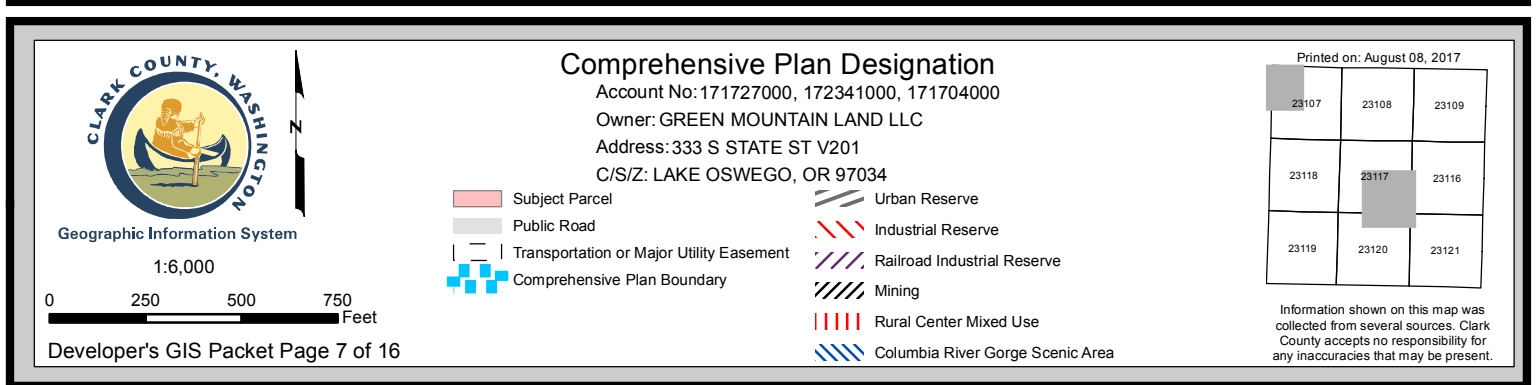 CLARK COUNTY, WASHINGTON
Geographic Information System
1:6,000
0 250 500 750
Feet
Developer's GIS Packet Page 7 of 16
N
Comprehensive Plan Designation
Account No: 171727000, 172341000, 171704000
Owner: GREEN MOUNTAIN LAND LLC
Address: 333 S STATE ST V201
C/S/Z: LAKE OSWEGO, OR 97034
Subject Parcel
Public Road
Transportation or Major Utility Easement
Comprehensive Plan Boundary
Urban Reserve
Industrial Reserve
Railroad Industrial Reserve
Mining
Rural Center Mixed Use
Columbia River Gorge Scenic Area
Printed on: August 08, 2017
23107 23108 23109
23118 23117 23116
23119 23120 23121
Information shown on this map was
collected from several sources. Clark
County accepts no responsibility for
any inaccuracies that may be present.